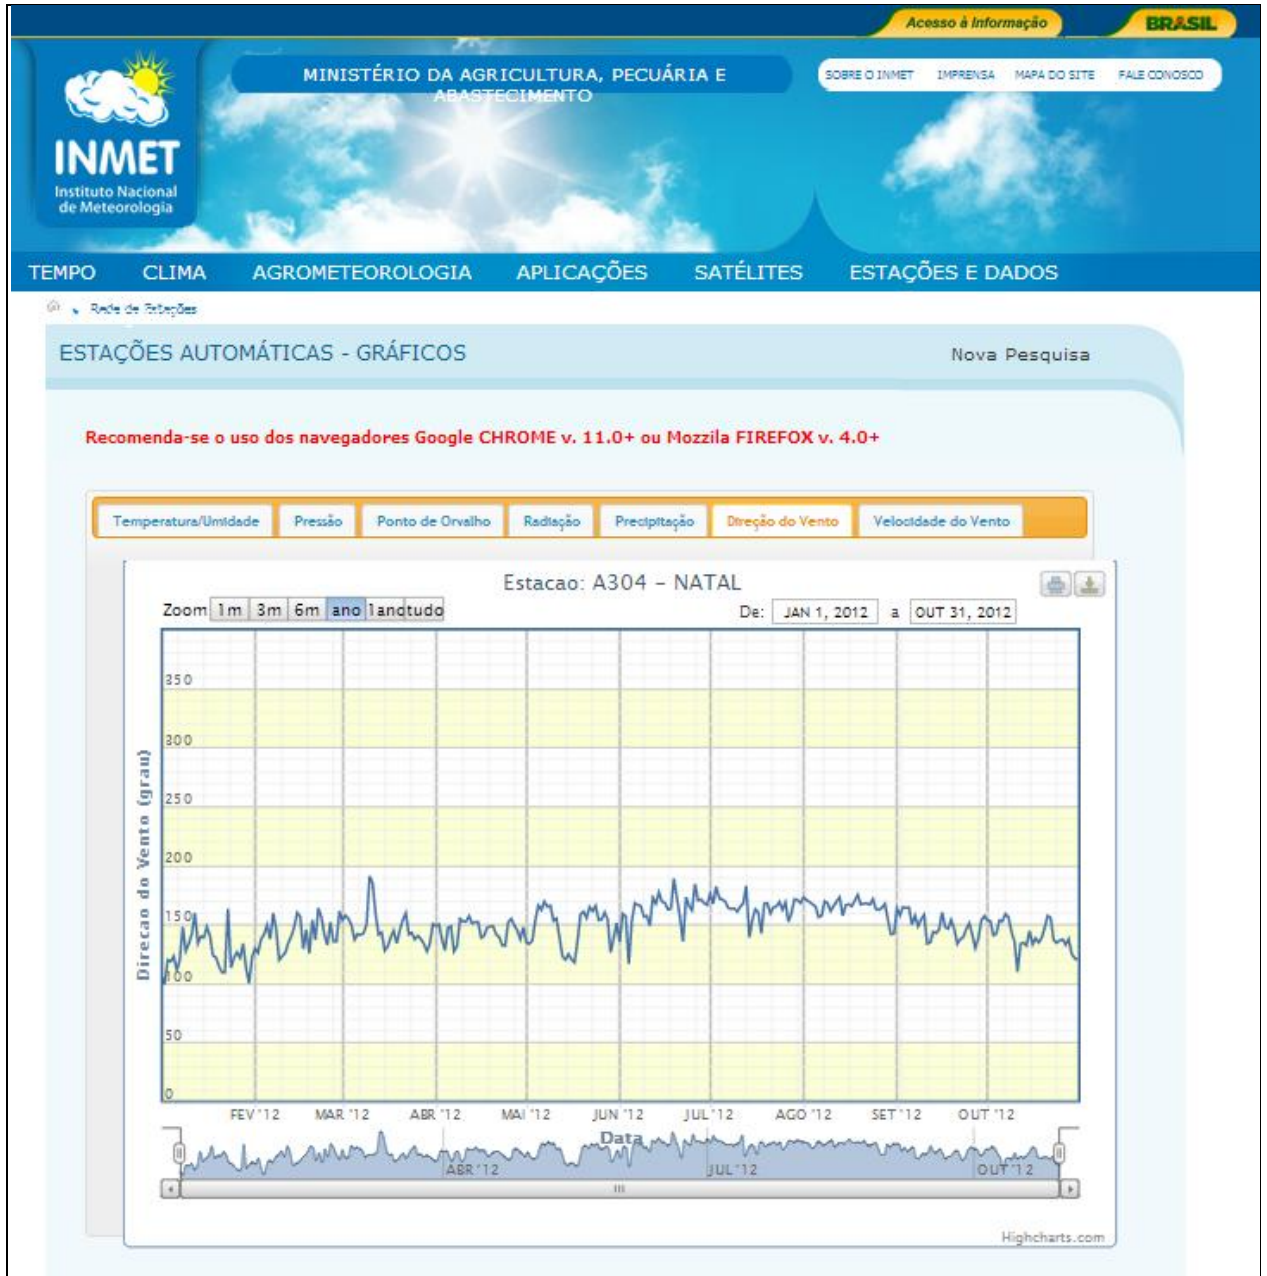 Acesso à Informação
BRASIL
MINISTÉRIO DA AGRICULTURA, PECUÁRIA E
ABASTECIMENTO
SOBRE O INMET IMPRENSA MAPA DO SITE FALE CONOSCO
INMET
Instituto Nacional
de Meteorologia
TEMPO CLIMA AGROMETEOROLOGIA APLICAÇÕES SATÉLITES ESTAÇÕES E DADOS
Rede de Estações
ESTAÇÕES AUTOMÁTICAS - GRÁFICOS
Nova Pesquisa
Recomenda-se o uso dos navegadores Google CHROME v. 11.0+ ou Mozzila FIREFOX v. 4.0+
Temperatura/Umidade Pressão Ponto de Orvalho Radiação Precipitação Direção do Vento Velocidade do Vento
Estacao: A304 – NATAL
Zoom 1m 3m 6m ano 1ano tudo
De: JAN 1, 2012 a OUT 31, 2012
350
300
250
200
150
100
50
0
Direcao do Vento (grau)
FEV '12 MAR '12 ABR '12 MAI '12 JUN '12 JUL '12 AGO '12 SET '12 OUT '12
Data
ABR '12 JUL '12 OUT '12
Highcharts.com